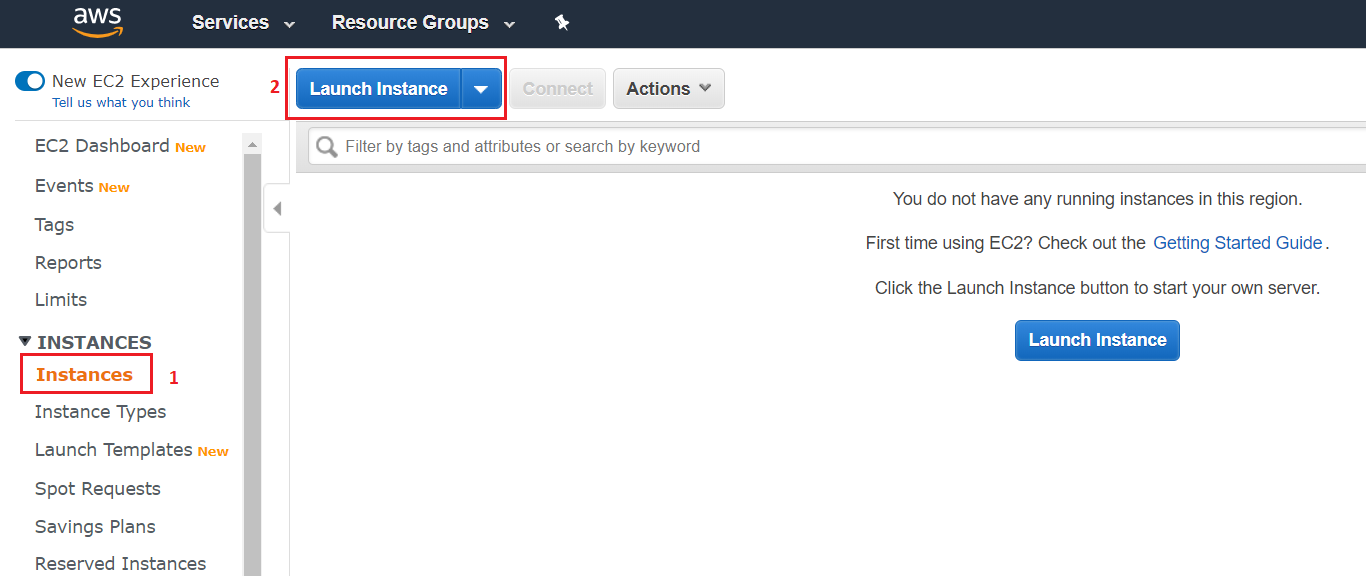 aws Services Resource Groups
New EC2 Experience
Tell us what you think
EC2 Dashboard New
Events New
Tags
Reports
Limits
INSTANCES
Instances 1
Instance Types
Launch Templates New
Spot Requests
Savings Plans
Reserved Instances
2 Launch Instance Connect Actions
Filter by tags and attributes or search by keyword
You do not have any running instances in this region.
First time using EC2? Check out the Getting Started Guide .
Click the Launch Instance button to start your own server.
Launch Instance